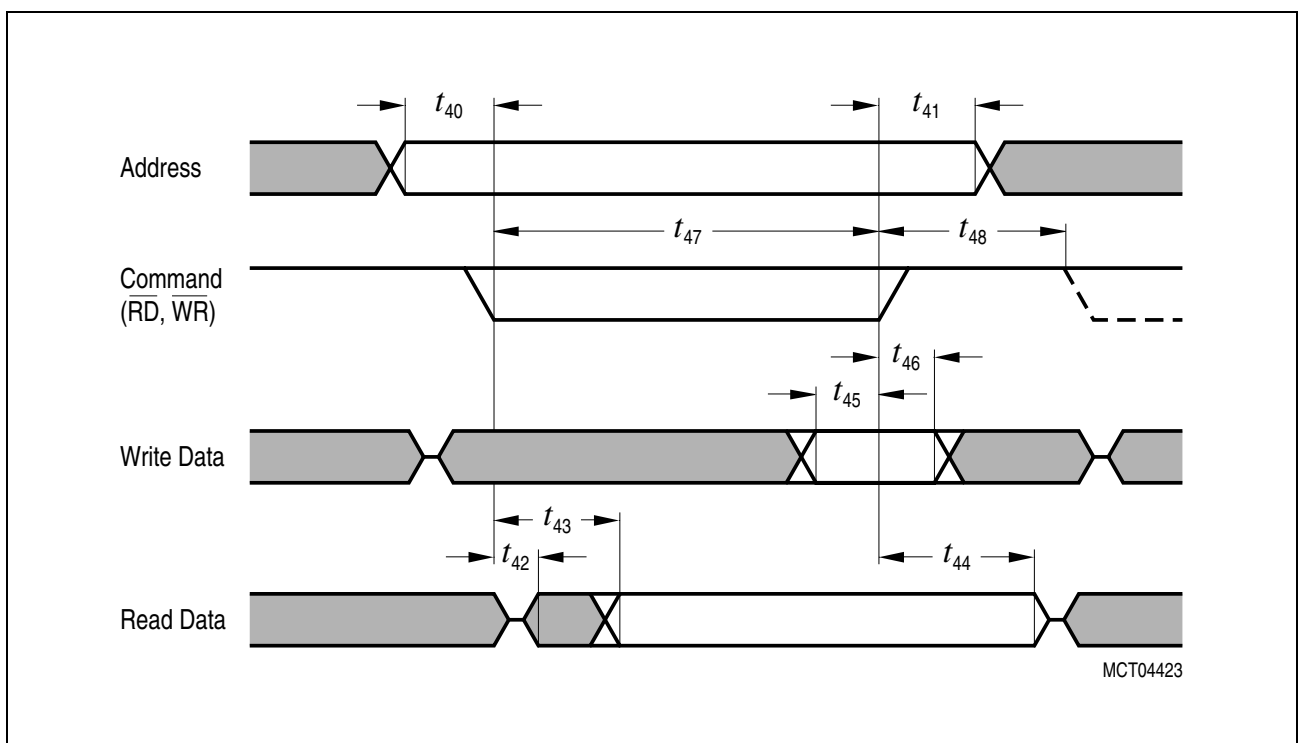 t40
t41
Address
t47
t48
Command
(RD, WR)
t46
t45
Write Data
t43
t42
t44
Read Data
MCT04423